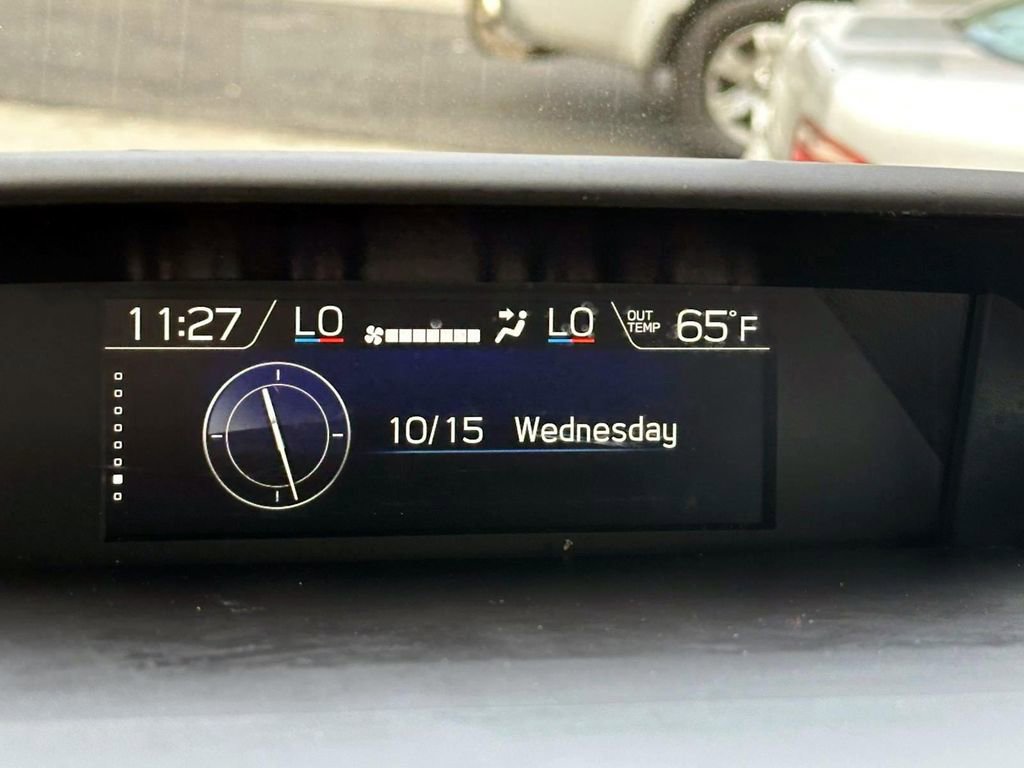 11:27 LO LO OUT TEMP 65°F
10/15 Wednesday